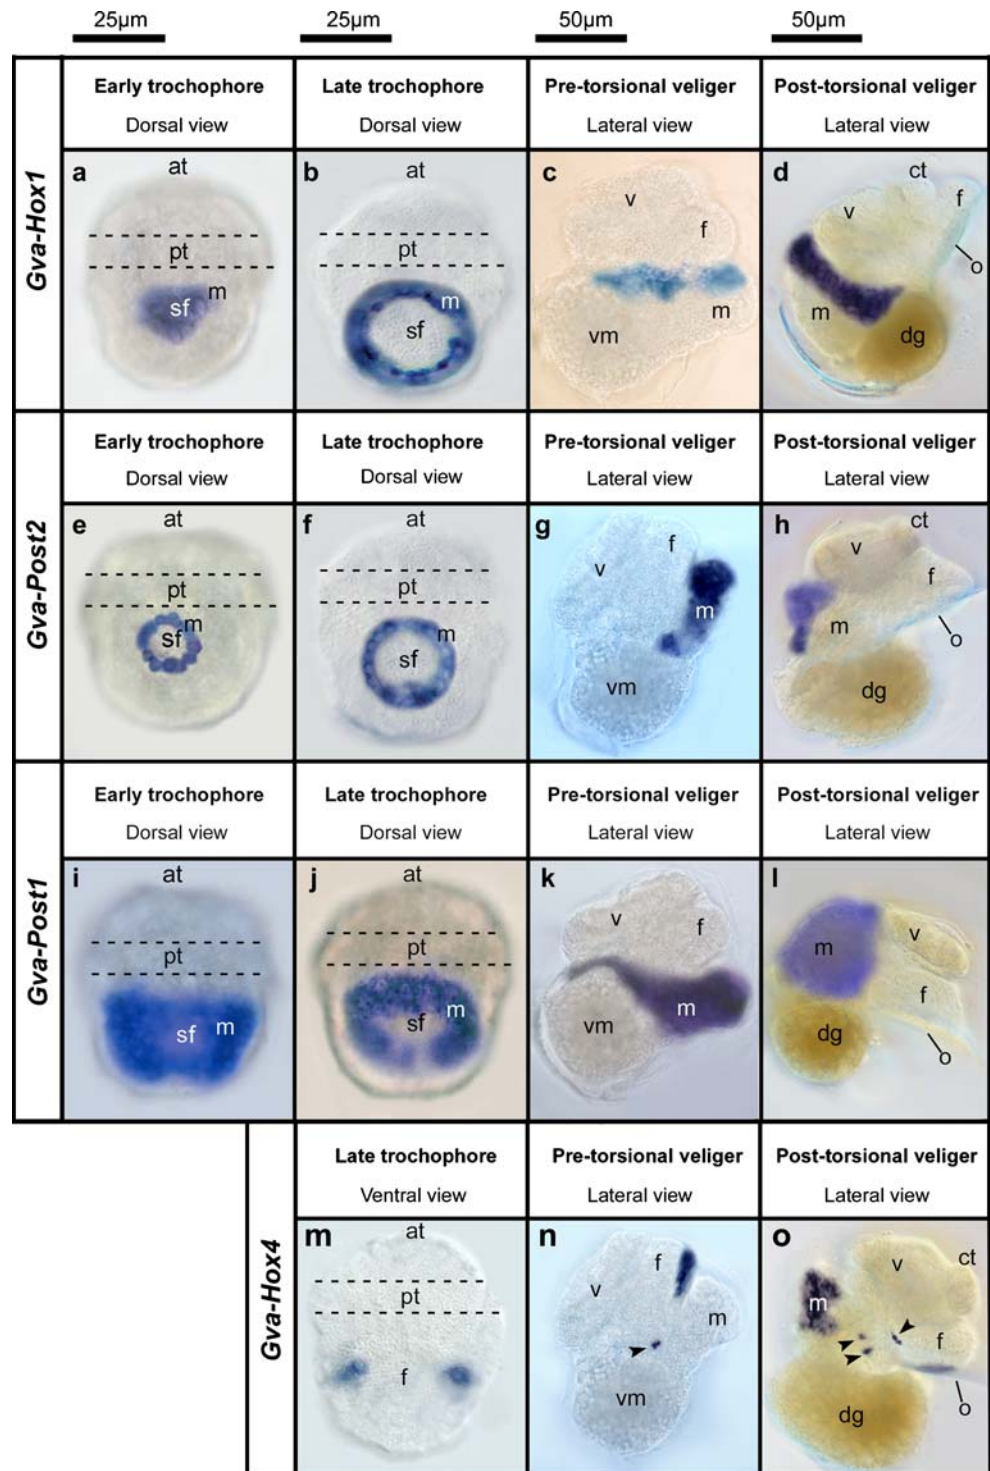 25µm 25µm 50µm 50µm
Gva-Hox1
Early trochophore Late trochophore Pre-torsional veliger Post-torsional veliger
Dorsal view Dorsal view Lateral view Lateral view
a at pt m sf
b at pt m sf
c v f m vm
d ct f v o m dg
Gva-Post2
Early trochophore Late trochophore Pre-torsional veliger Post-torsional veliger
Dorsal view Dorsal view Lateral view Lateral view
e at pt m sf
f at pt m sf
g f v m vm
h ct v f m o dg
Gva-Post1
Early trochophore Late trochophore Pre-torsional veliger Post-torsional veliger
Dorsal view Dorsal view Lateral view Lateral view
i at pt sf m
j at pt m sf
k v f m vm
l m v f dg o
Gva-Hox4
Late trochophore Pre-torsional veliger Post-torsional veliger
Ventral view Lateral view Lateral view
m at pt f
n f v m vm
o v ct m f o dg